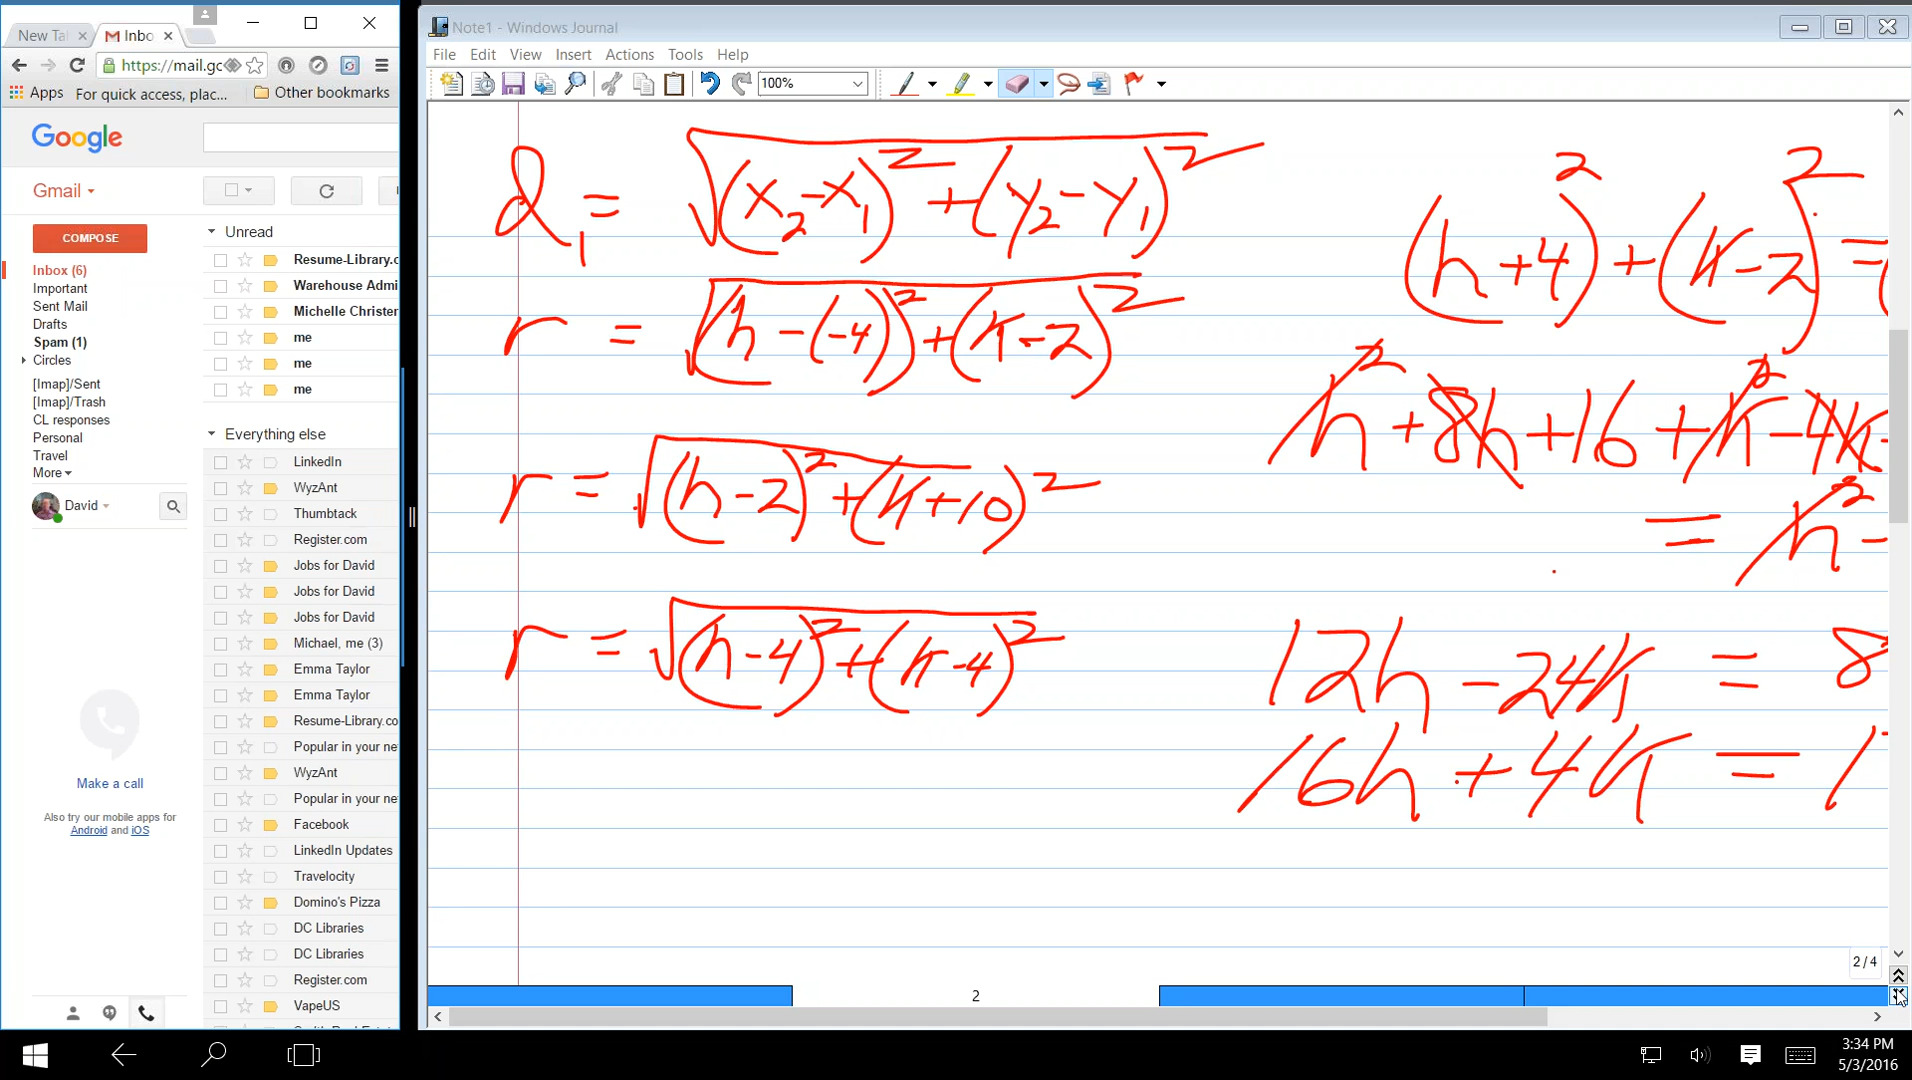 New Tab
Inbo
https://mail.gc
Apps
For quick access, plac...
Other bookmarks
Google
Gmail
COMPOSE
Inbox (6)
Important
Sent Mail
Drafts
Spam (1)
Circles
[Imap]/Sent
[Imap]/Trash
CL responses
Personal
Travel
More
David
Make a call
Also try our mobile apps for
Android and iOS
Unread
Resume-Library.c
Warehouse Admi
Michelle Christer
me
me
me
Everything else
LinkedIn
WyzAnt
Thumbtack
Register.com
Jobs for David
Jobs for David
Jobs for David
Michael, me (3)
Emma Taylor
Emma Taylor
Resume-Library.co
Popular in your ne
WyzAnt
Popular in your ne
Facebook
LinkedIn Updates
Travelocity
Domino's Pizza
DC Libraries
DC Libraries
Register.com
VapeUS
Note1 - Windows Journal
File Edit View Insert Actions Tools Help
100%
d₁ = √(x₂-x₁)² + (y₂-y₁)²
r = √(h-(-4))² + (k-2)²
r = √(h-2)² + (k+10)²
r = √(h-4)² + (k-4)²
(h+4)² + (k-2)² = (
h² + 8h + 16 + k² - 4k
= h² -
12h - 24k = 8
16h + 4k = 1
2 / 4
2
3:34 PM
5/3/2016